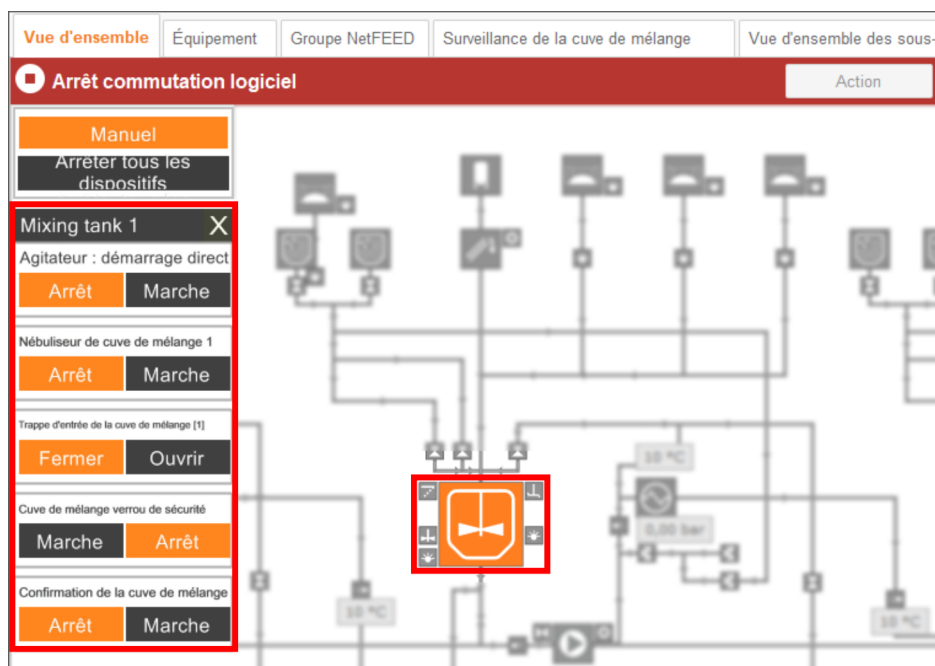 Vue d'ensemble Équipement Groupe NetFEED Surveillance de la cuve de mélange Vue d'ensemble des sous-
Arrêt commutation logiciel Action
Manuel
Arrêter tous les
dispositifs
Mixing tank 1 X
Agitateur : démarrage direct
Arrêt Marche
Nébuliseur de cuve de mélange 1
Arrêt Marche
Trappe d'entrée de la cuve de mélange [1]
Fermer Ouvrir
10 °C
Cuve de mélange verrou de sécurité
0,00 bar
Marche Arrêt
Confirmation de la cuve de mélange
10 °C
10 °C
Arrêt Marche